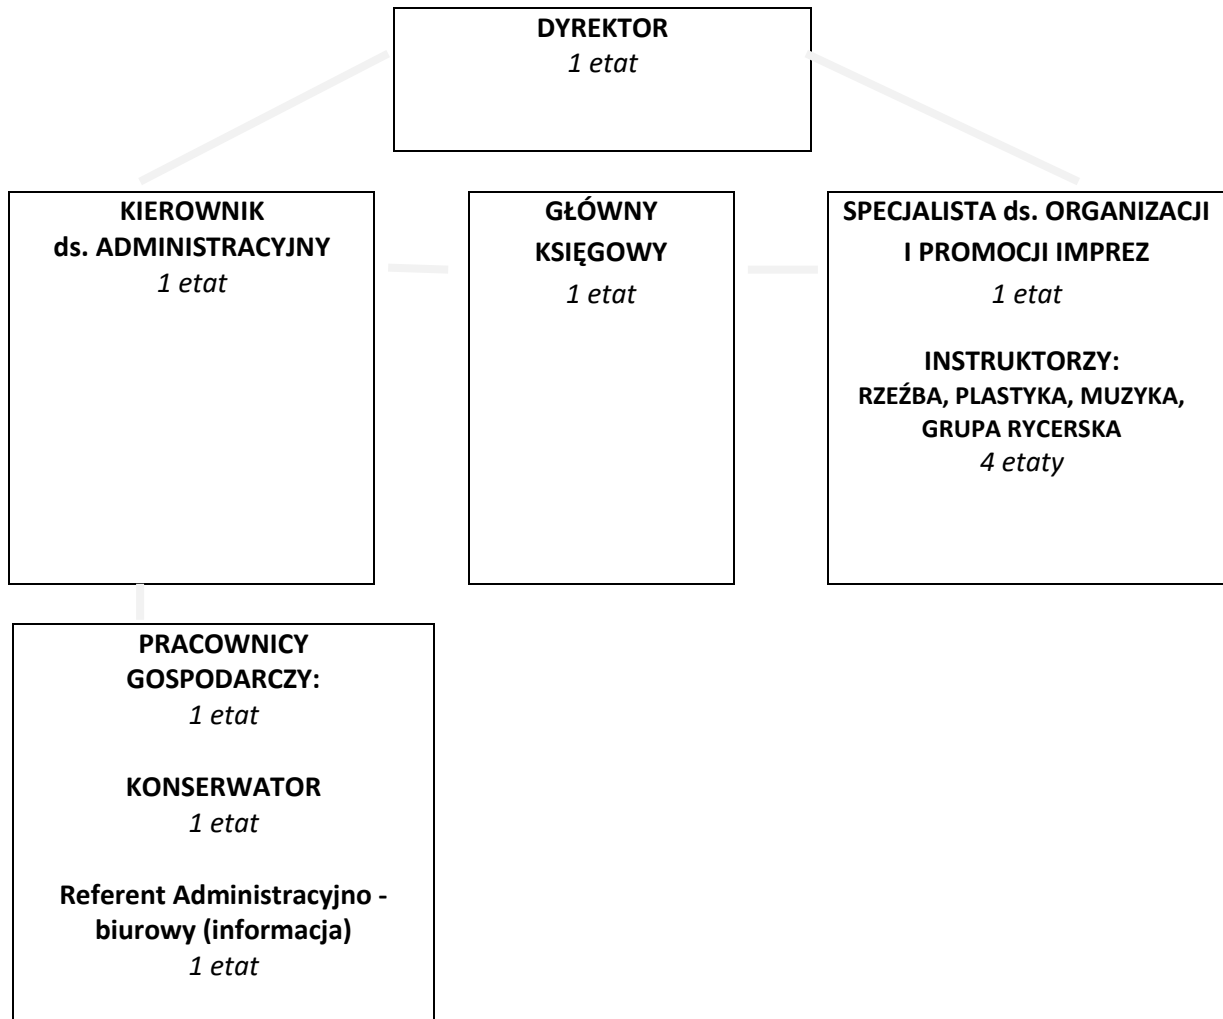 DYREKTOR
1 etat
KIEROWNIK
ds. ADMINISTRACYJNY
1 etat
GŁÓWNY
KSIĘGOWY
1 etat
SPECJALISTA ds. ORGANIZACJI
I PROMOCJI IMPREZ
1 etat
INSTRUKTORZY:
RZEŹBA, PLASTYKA, MUZYKA,
GRUPA RYCERSKA
4 etaty
PRACOWNICY
GOSPODARCZY:
1 etat
KONSERWATOR
1 etat
Referent Administracyjno -
biurowy (informacja)
1 etat